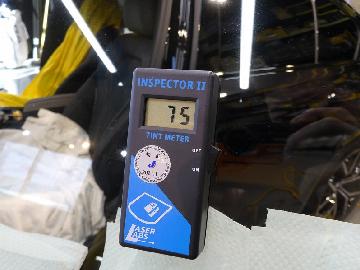 INSPECTOR II
75
TINT METER
OFF
ON
LASER
LABS